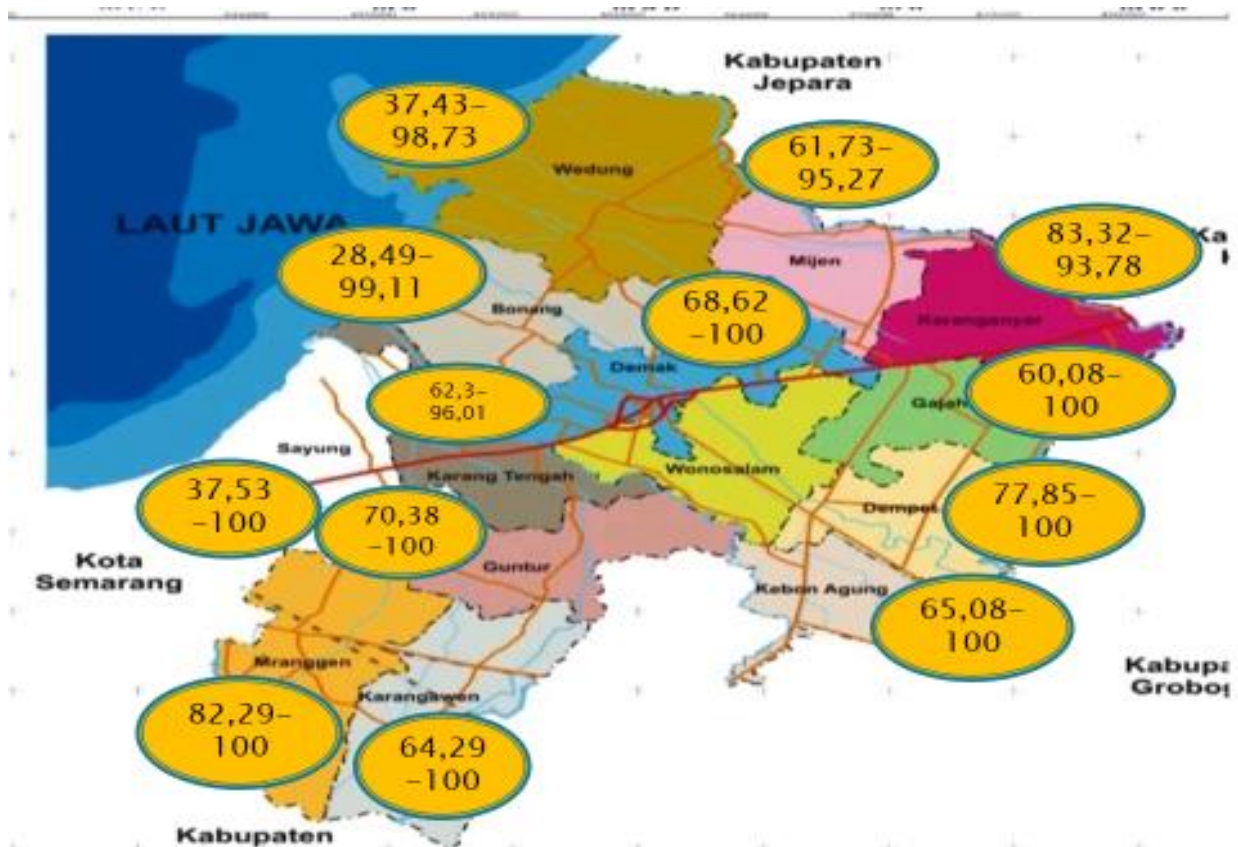 Kabupaten
Jepara
37,43–
98,73
61,73–
95,27
Wedung
LAUT JAWA
83,32–
93,78
28,49–
99,11
Mijen
68,62
–100
Bonang
Karanganyar
Demak
60,08–
100
62,3–
96,01
Gajah
Sayung
Karang Tengah
Wonosalam
37,53
–100
70,38
–100
77,85–
100
Dempet
Kota
Semarang
Guntur
Kebon Agung
65,08–
100
Mranggen
Karangawen
Kabupa
Grobog
82,29–
100
64,29
–100
Kabupaten